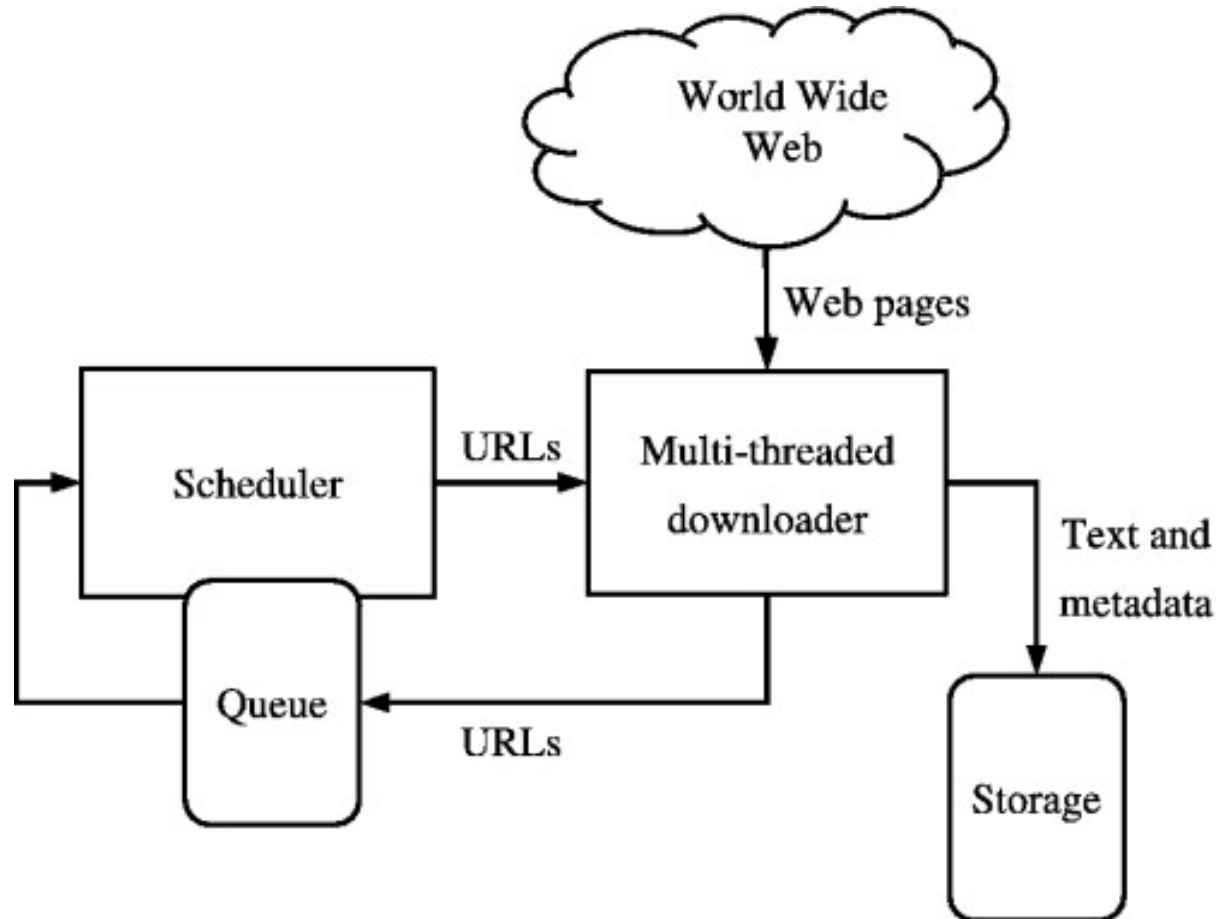 World Wide
Web
Web pages
URLs
Scheduler
Multi-threaded
downloader
Text and
metadata
Queue
URLs
Storage